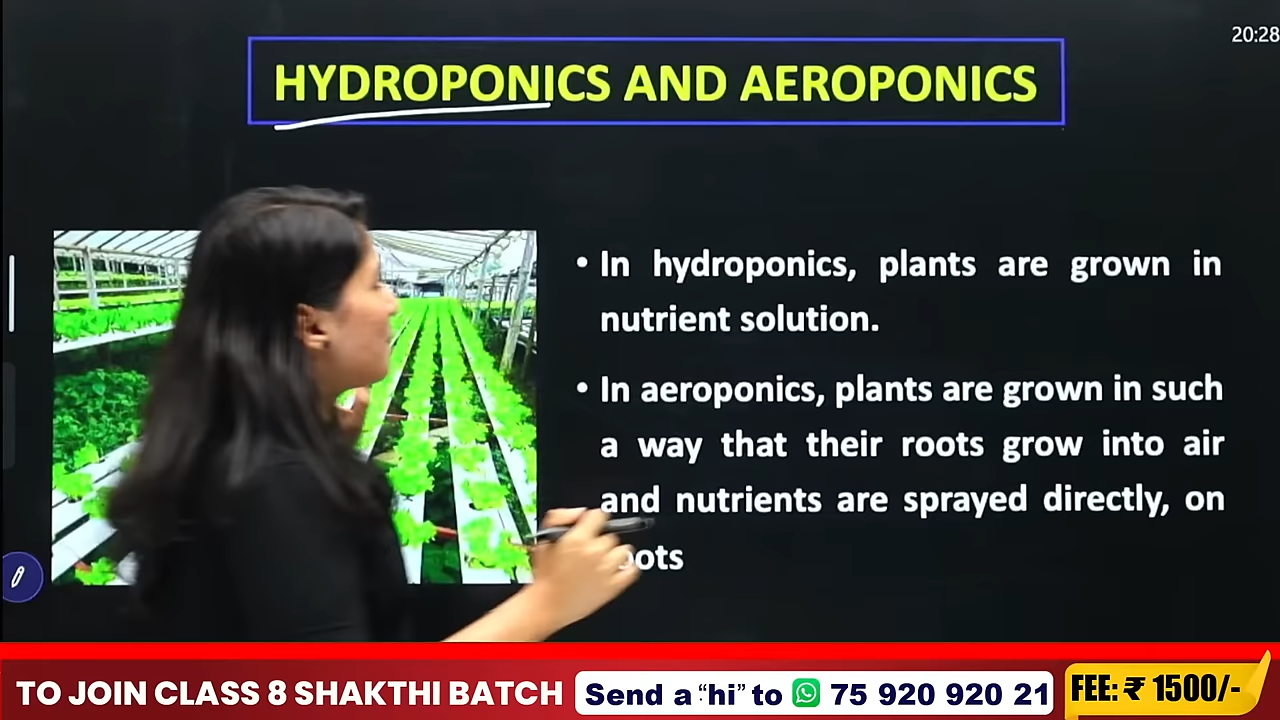 20:28
HYDROPONICS AND AEROPONICS
• In hydroponics, plants are grown in
nutrient solution.
• In aeroponics, plants are grown in such
a way that their roots grow into air
and nutrients are sprayed directly, on
roots
TO JOIN CLASS 8 SHAKTHI BATCH
Send a “hi” to 75 920 920 21
FEE: ₹ 1500/-